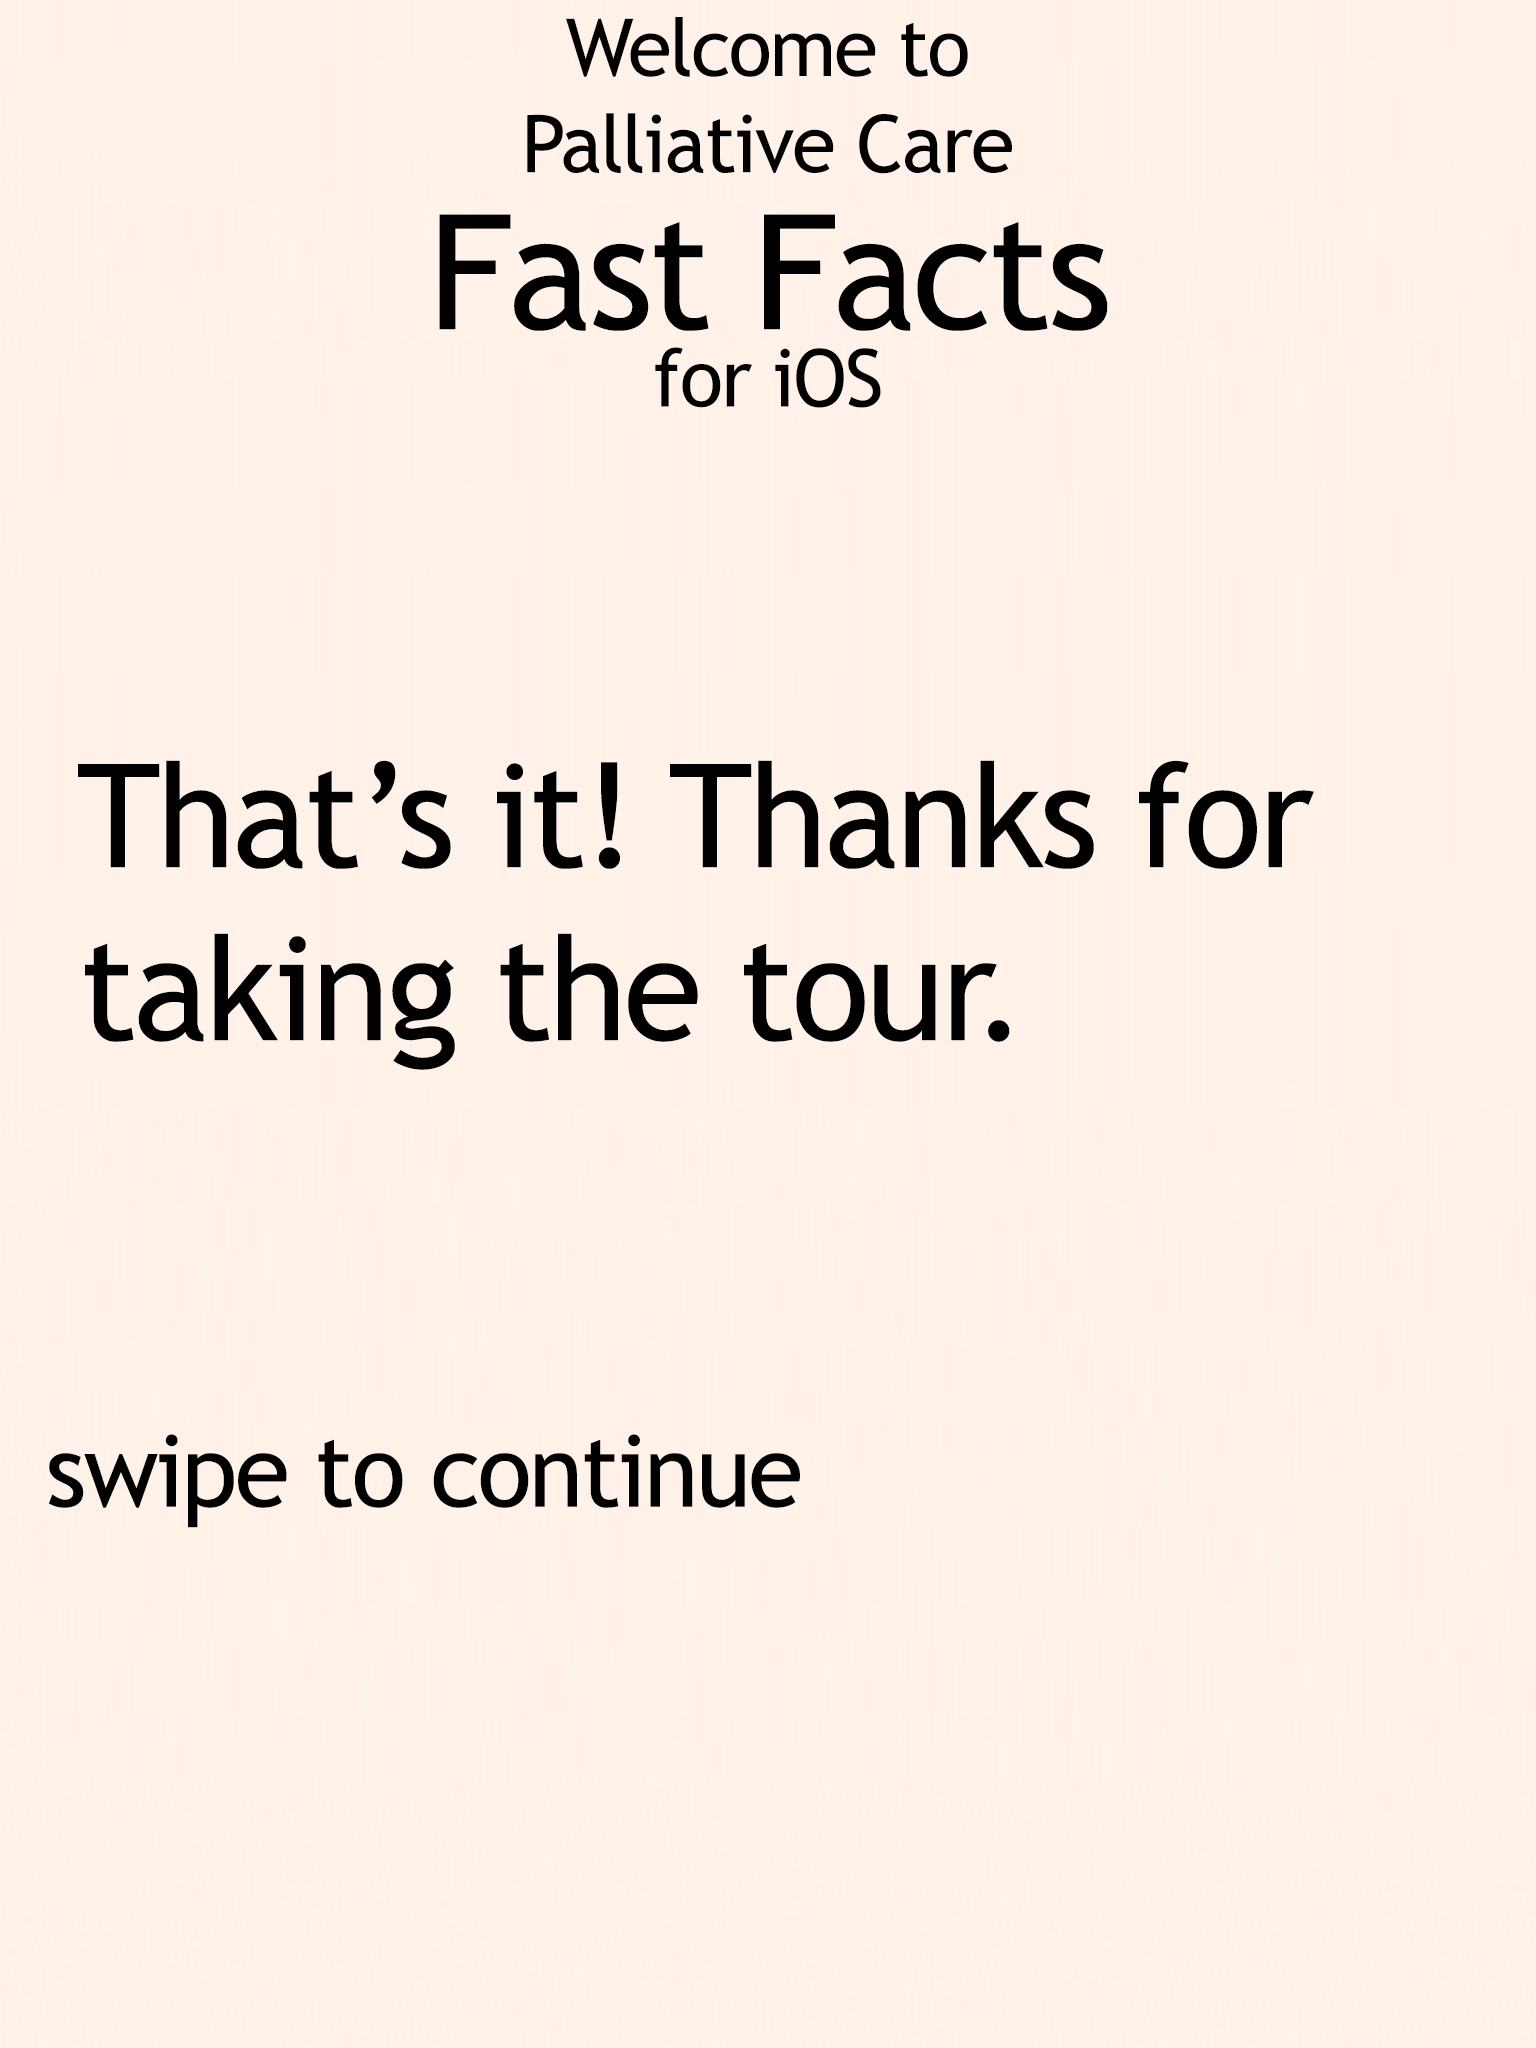 Welcome to
Palliative Care
Fast Facts
for iOS
That’s it! Thanks for
taking the tour.
swipe to continue